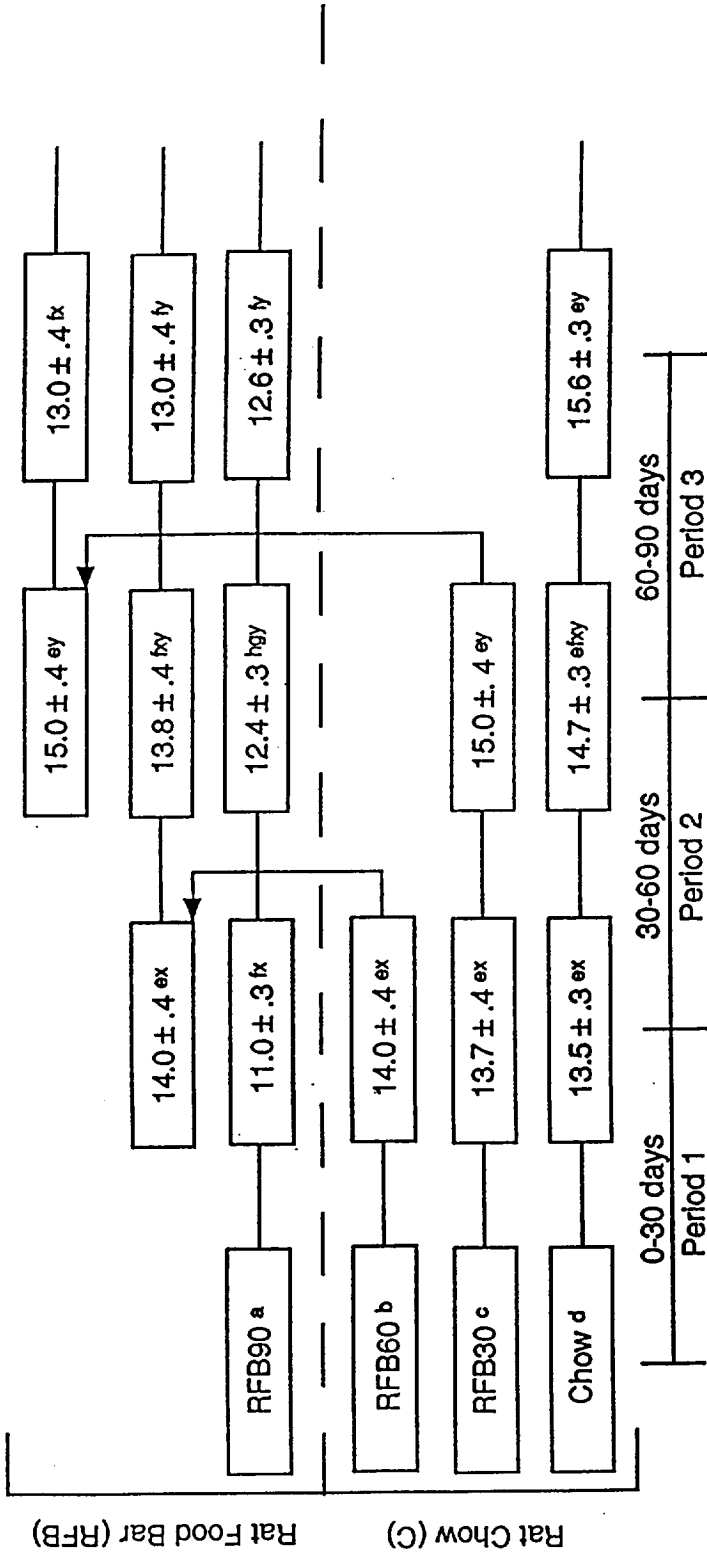 Rat Food Bar (RFB)
13.0 ± .4 fx
15.0 ± .4 ey
13.0 ± .4 fy
13.8 ± .4 fxy
14.0 ± .4 ex
12.6 ± .3 fy
12.4 ± .3 hgy
11.0 ± .3 fx
RFB90 a
Rat Chow (C)
RFB60 b
14.0 ± .4 ex
RFB30 c
13.7 ± .4 ex
15.0 ± .4 ey
Chow d
13.5 ± .3 ex
14.7 ± .3 efxy
15.6 ± .3 ey
0-30 days
30-60 days
60-90 days
Period 1
Period 2
Period 3